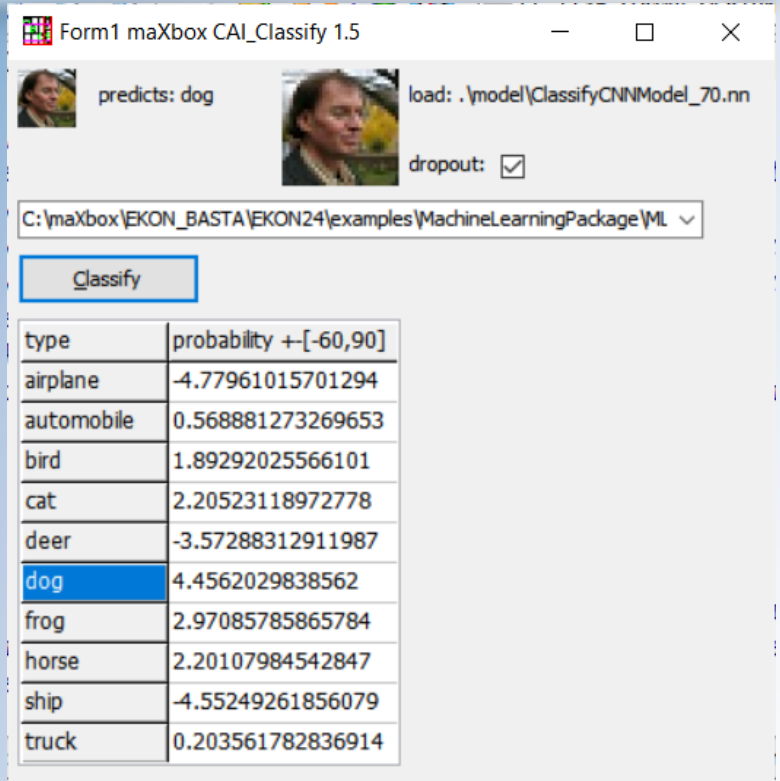 Form1 maXbox CAI_Classify 1.5
predicts: dog
load: .\model\ClassifyCNNModel_70.nn
dropout:
C:\maXbox\EKON_BASTA\EKON24\examples\MachineLearningPackage\ML
Classify
type probability +-[-60,90]
airplane -4.77961015701294
automobile 0.568881273269653
bird 1.89292025566101
cat 2.20523118972778
deer -3.57288312911987
dog 4.4562029838562
frog 2.97085785865784
horse 2.20107984542847
ship -4.55249261856079
truck 0.203561782836914